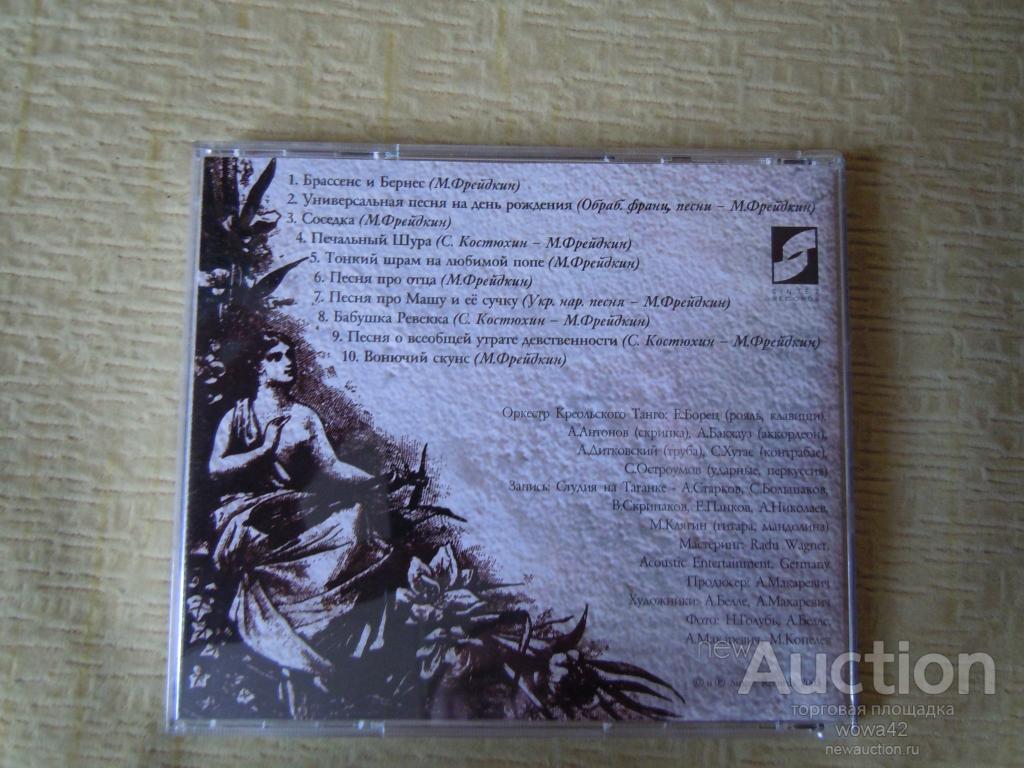 1. Брассенс и Бернес (М.Фрейдкин)
2. Универсальная песня на день рождения (Обраб. франц. песни – М.Фрейдкин)
3. Соседка (М.Фрейдкин)
4. Печальный Шура (С. Костюхин – М.Фрейдкин)
5. Тонкий шрам на любимой попе (М.Фрейдкин)
6. Песня про отца (М.Фрейдкин)
7. Песня про Машу и её сучку (Укр. нар. песня – М.Фрейдкин)
8. Бабушка Ревекка (С. Костюхин – М.Фрейдкин)
9. Песня о всеобщей утрате девственности (С. Костюхин – М.Фрейдкин)
10. Вонючий скунс (М.Фрейдкин)
SINTEZ
RECORDS
Оркестр Креольского Танго: Е.Борец (рояль, клавиши),
А.Антонов (скрипка), А.Бакхауз (аккордеон),
А.Дитковский (труба), С.Хутас (контрабас),
С.Остроумов (ударные, перкуссия)
Запись: Студия на Таганке - А.Старков, С.Большаков,
В.Скрипаков, Е.Панков, А.Николаев,
М.Клягин (гитара, мандолина)
Мастеринг: Radu Wagner,
Acoustic Entertainment, Germany
Продюсер: А.Макаревич
Художники: А.Белле, А.Макаревич
Фото: Н.Голубь, А.Белле,
А.Макаревич, М.Копелев
© и ℗
newAuction
торговая площадка
wowa42
newauction.ru